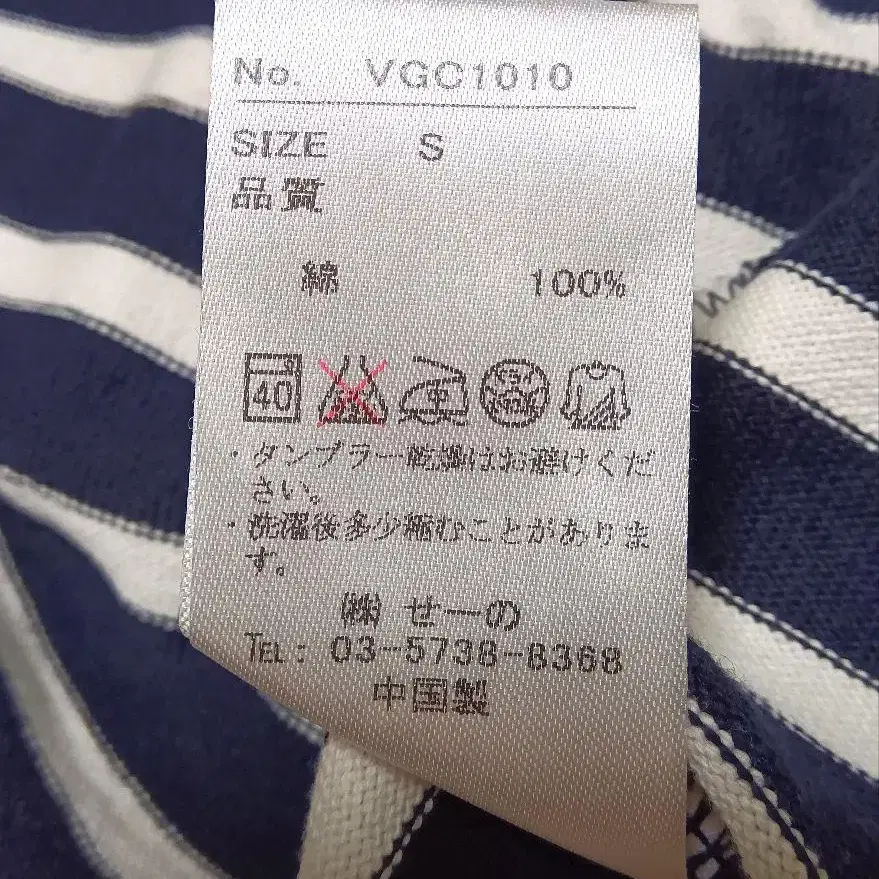 No. VGC1010
SIZE S
品質
綿 100%
40
・タンブラー乾燥はお避けくだ
さい。
・洗濯後多少縮むことがありま
す。
㈱せーの
TEL: 03-5738-8368
中国製